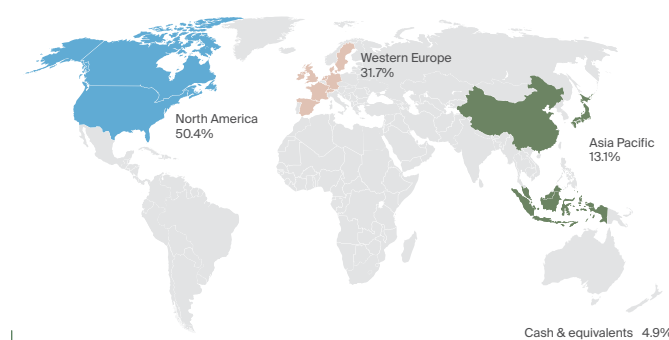 Western Europe
31.7%
North America
50.4%
Asia Pacific
13.1%
Cash & equivalents 4.9%